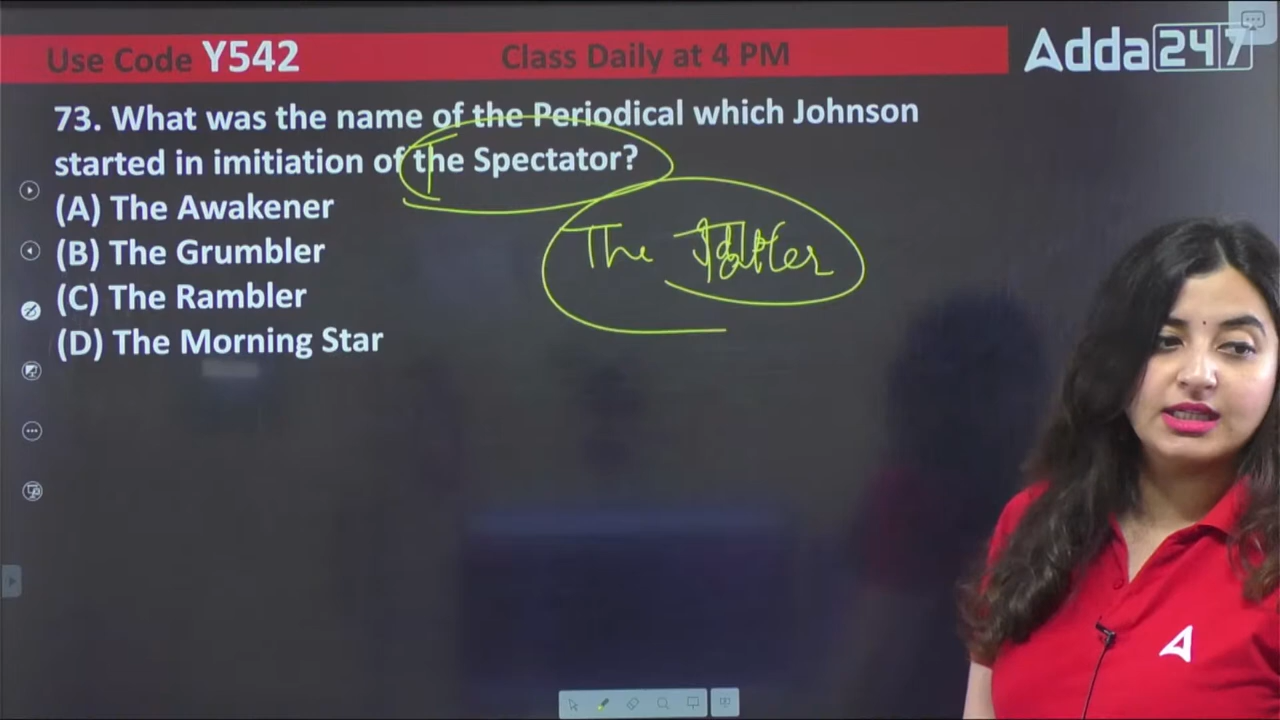 Use Code Y542 Class Daily at 4 PM Adda247
73. What was the name of the Periodical which Johnson
started in imitiation of the Spectator?
(A) The Awakener
The Tatler
(B) The Grumbler
(C) The Rambler
(D) The Morning Star